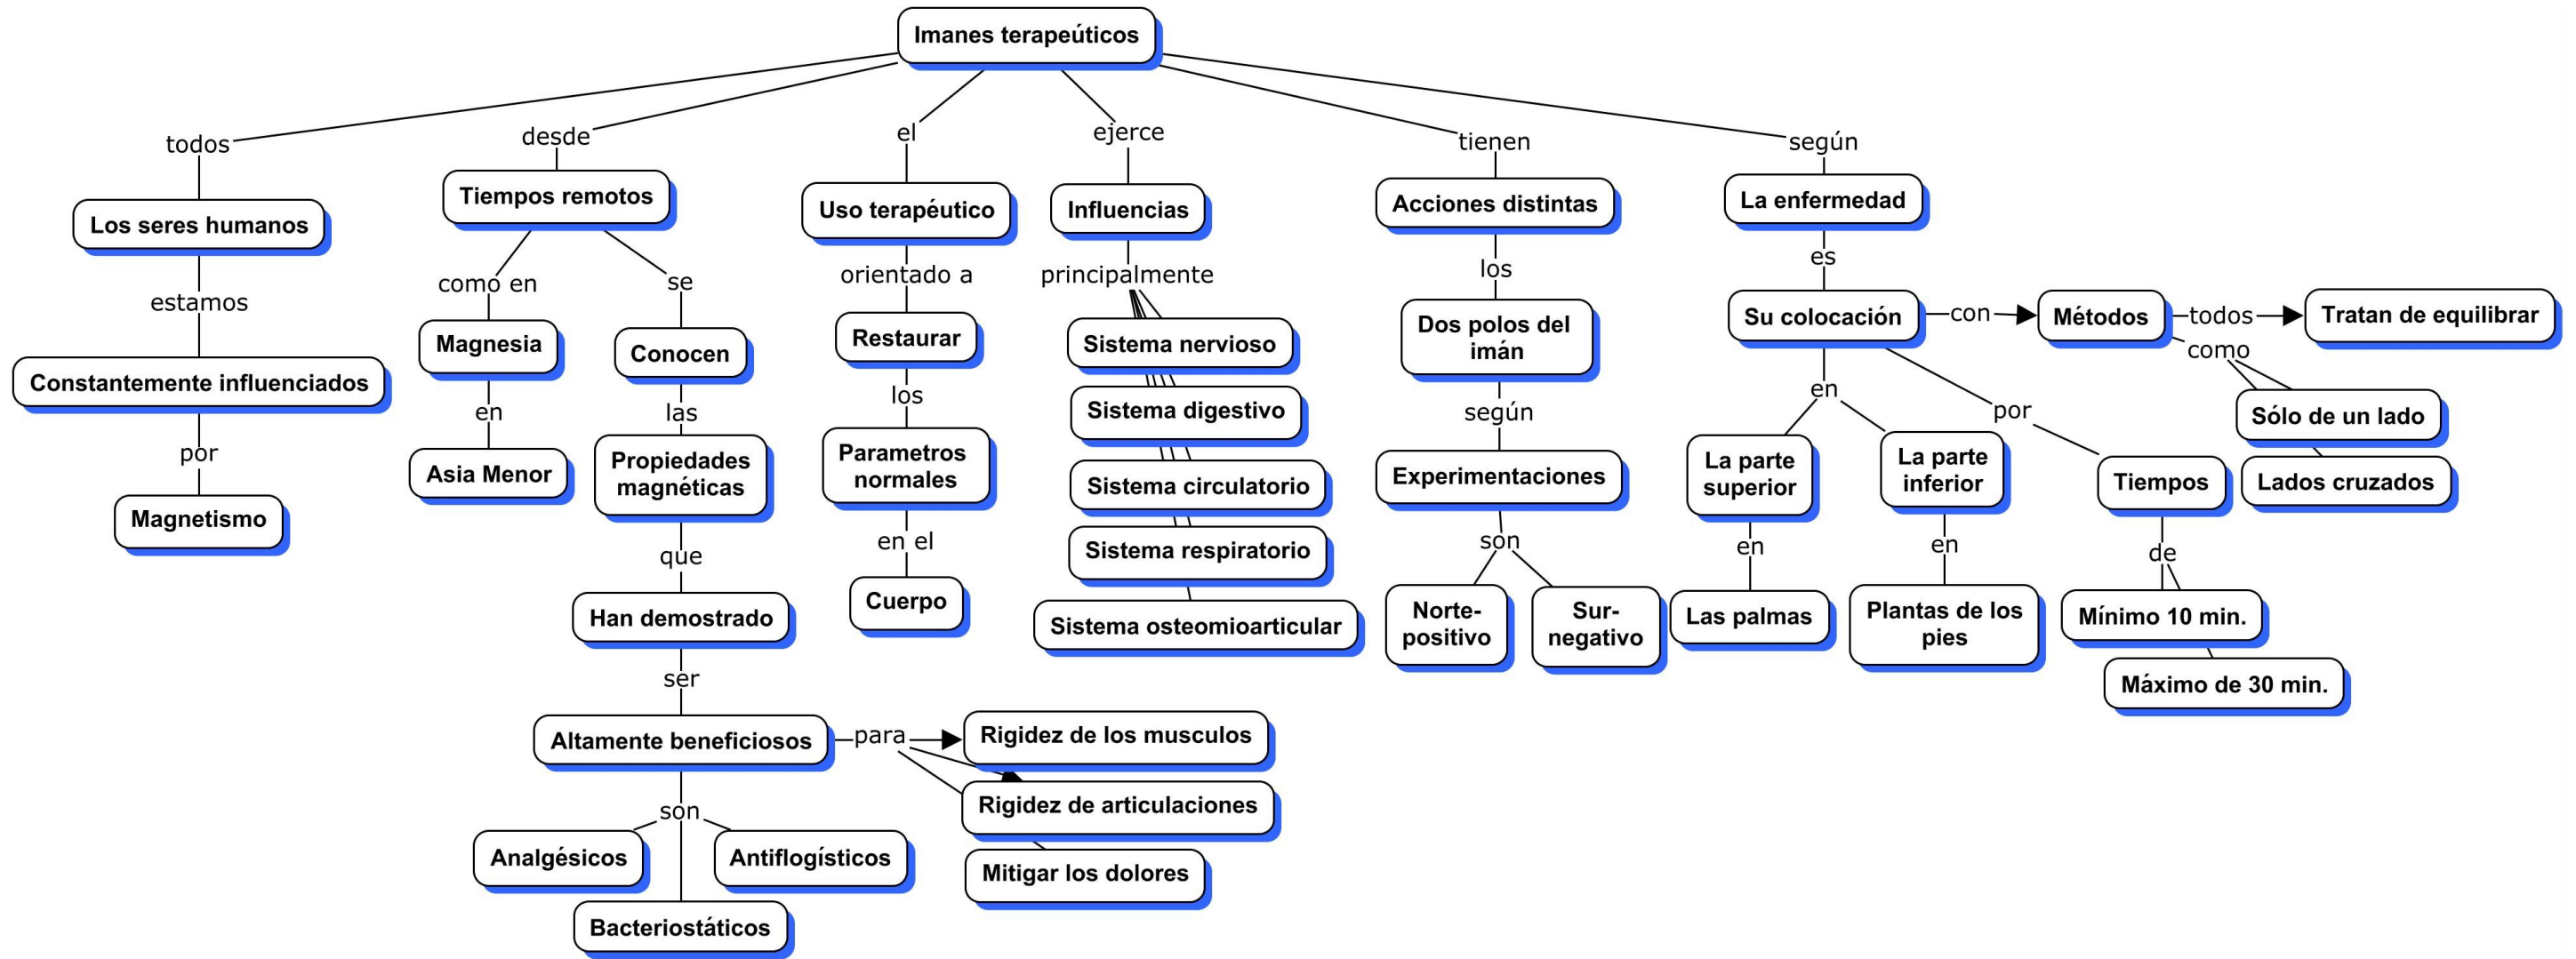 Imanes terapeúticos
todos
Los seres humanos
estamos
Constantemente influenciados
por
Magnetismo
desde
Tiempos remotos
como en
Magnesia
en
Asia Menor
se
Conocen
las
Propiedades
magnéticas
que
Han demostrado
ser
Altamente beneficiosos
son
Analgésicos
Bacteriostáticos
Antiflogísticos
para
Rigidez de los musculos
Rigidez de articulaciones
Mitigar los dolores
el
Uso terapéutico
orientado a
Restaurar
los
Parametros
normales
en el
Cuerpo
ejerce
Influencias
principalmente
Sistema nervioso
Sistema digestivo
Sistema circulatorio
Sistema respiratorio
Sistema osteomioarticular
tienen
Acciones distintas
los
Dos polos del
imán
según
Experimentaciones
son
Norte-
positivo
Sur-
negativo
según
La enfermedad
es
Su colocación
en
La parte
superior
en
Las palmas
La parte
inferior
en
Plantas de los
pies
por
Tiempos
de
Mínimo 10 min.
Máximo de 30 min.
con
Métodos
todos
Tratan de equilibrar
como
Sólo de un lado
Lados cruzados